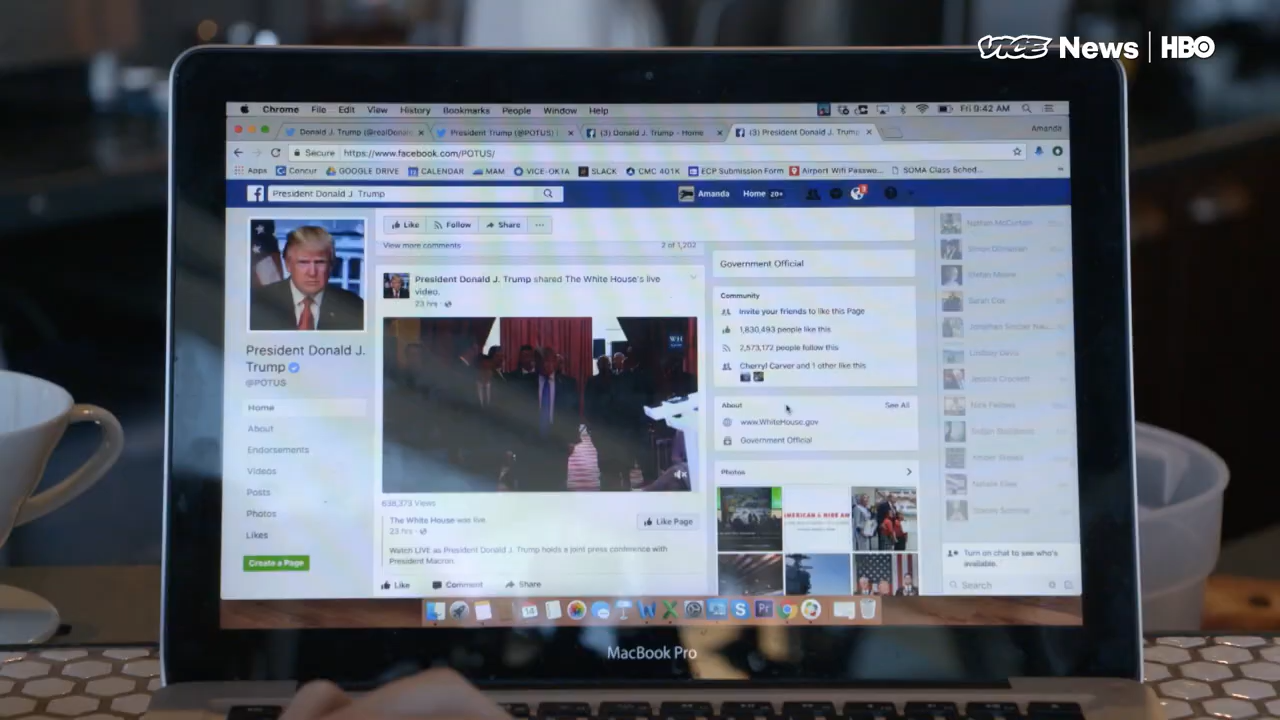 VICE News | HBO
Chrome File Edit View History Bookmarks People Window Help
Fri 9:42 AM
Donald J. Trump (@realDonal
President Trump (@POTUS) |
(3) Donald J. Trump - Home
(3) President Donald J. Trump
Amanda
Secure https://www.facebook.com/POTUS/
Apps Concur GOOGLE DRIVE CALENDAR MAM VICE-OKTA SLACK CMC 401K ECP Submission Form Airport Wifi Passwo... SOMA Class Sched...
President Donald J. Trump
Amanda Home 20+
Like Follow Share
View more comments
2 of 1,202
President Donald J. Trump shared The White House's live
video.
23 hrs
WH
638,373 Views
The White House was live.
23 hrs
Like Page
Watch LIVE as President Donald J. Trump holds a joint press conference with
President Macron.
Like Comment Share
President Donald J.
Trump
@POTUS
Home
About
Endorsements
Videos
Posts
Photos
Likes
Create a Page
Government Official
Community
Invite your friends to like this Page
1,830,493 people like this
2,573,172 people follow this
Cherryl Carver and 1 other like this
About
See All
www.WhiteHouse.gov
Government Official
Photos
Sarah Cox
Jessica Crockett
Turn on chat to see who's
available.
Search
14
W X S Pr
MacBook Pro